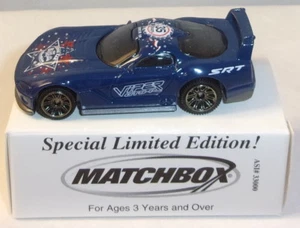 VIPER
SRT
Special Limited Edition!
MATCHBOX
For Ages 3 Years and Over